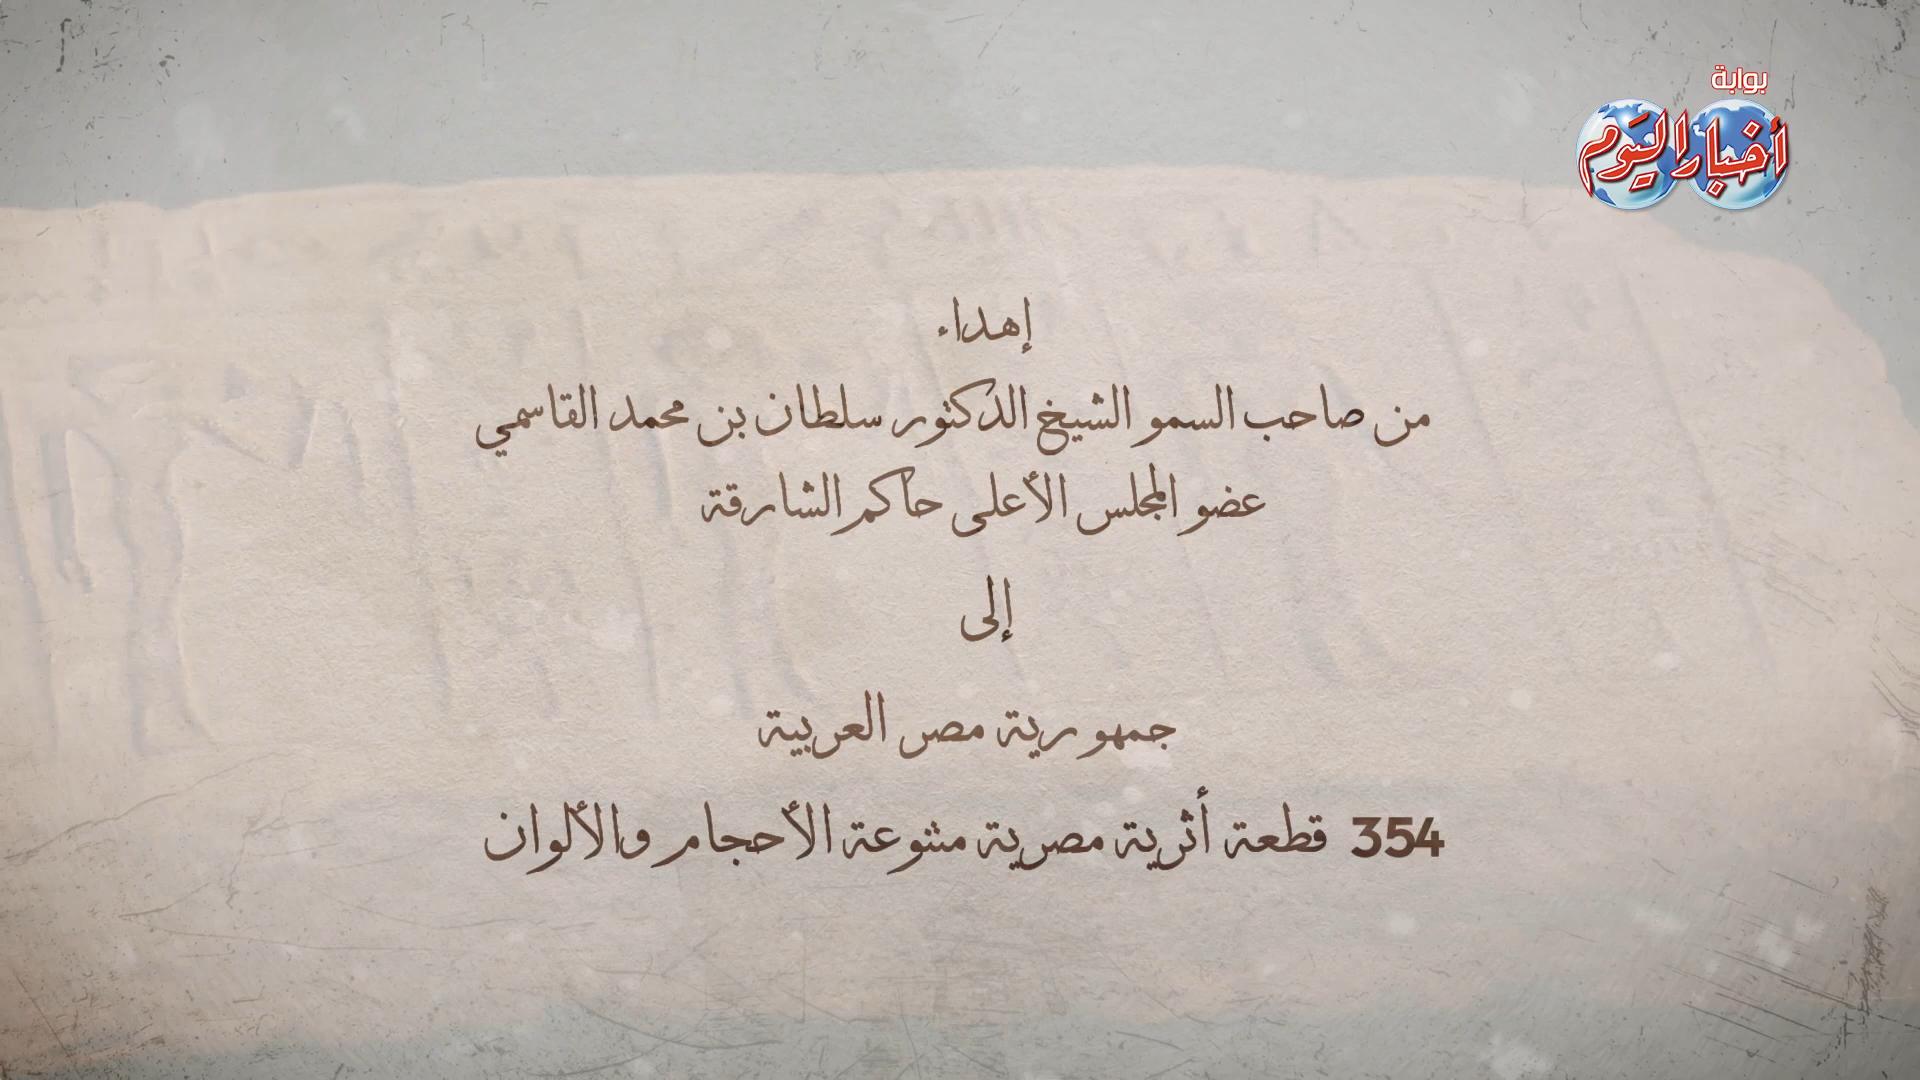 بوابة
أخبار اليوم
إهداء
من صاحب السمو الشيخ الدكتور سلطان بن محمد القاسمي
عضو المجلس الأعلى حاكم الشارقة
إلى
جمهورية مصر العربية
354 قطعة أثرية مصرية متنوعة الأحجام والألوان